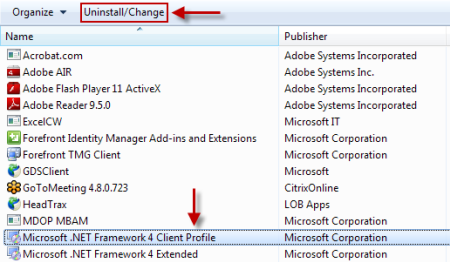 Organize Uninstall/Change
Name Publisher
Acrobat.com Adobe Systems Incorporated
Adobe AIR Adobe Systems Inc.
Adobe Flash Player 11 ActiveX Adobe Systems Incorporated
Adobe Reader 9.5.0 Adobe Systems Incorporated
ExcelCW Microsoft IT
Forefront Identity Manager Add-ins and Extensions Microsoft Corporation
Forefront TMG Client Microsoft Corporation
GDSClient Microsoft
GoToMeeting 4.8.0.723 CitrixOnline
HeadTrax LOB Apps
MDOP MBAM Microsoft Corporation
Microsoft .NET Framework 4 Client Profile Microsoft Corporation
Microsoft .NET Framework 4 Extended Microsoft Corporation